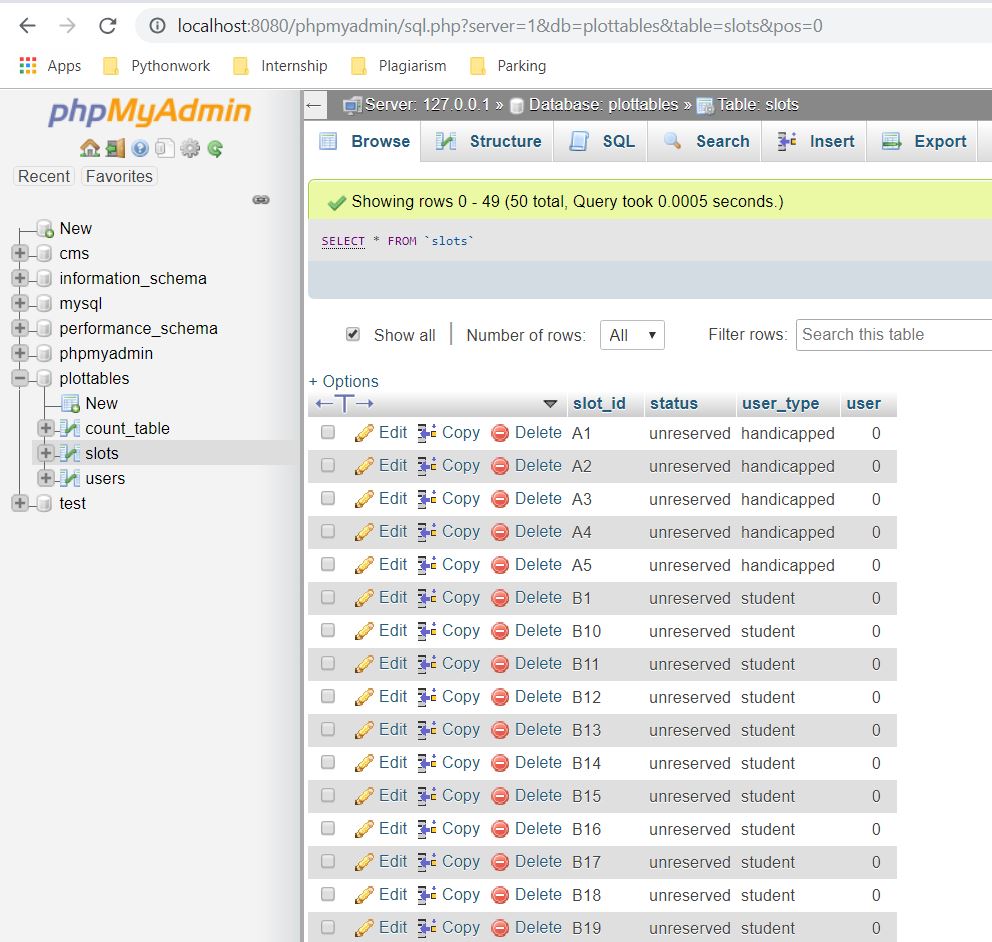 localhost:8080/phpmyadmin/sql.php?server=1&db=plottables&table=slots&pos=0
Apps Pythonwork Internship Plagiarism Parking
phpMyAdmin
Recent Favorites
New
cms
information_schema
mysql
performance_schema
phpmyadmin
plottables
New
count_table
slots
users
test
Server: 127.0.0.1 » Database: plottables » Table: slots
Browse Structure SQL Search Insert Export
Showing rows 0 - 49 (50 total, Query took 0.0005 seconds.)
SELECT * FROM `slots`
Show all | Number of rows: All Filter rows: Search this table
+ Options
←T→ slot_id status user_type user
Edit Copy Delete A1 unreserved handicapped 0
Edit Copy Delete A2 unreserved handicapped 0
Edit Copy Delete A3 unreserved handicapped 0
Edit Copy Delete A4 unreserved handicapped 0
Edit Copy Delete A5 unreserved handicapped 0
Edit Copy Delete B1 unreserved student 0
Edit Copy Delete B10 unreserved student 0
Edit Copy Delete B11 unreserved student 0
Edit Copy Delete B12 unreserved student 0
Edit Copy Delete B13 unreserved student 0
Edit Copy Delete B14 unreserved student 0
Edit Copy Delete B15 unreserved student 0
Edit Copy Delete B16 unreserved student 0
Edit Copy Delete B17 unreserved student 0
Edit Copy Delete B18 unreserved student 0
Edit Copy Delete B19 unreserved student 0